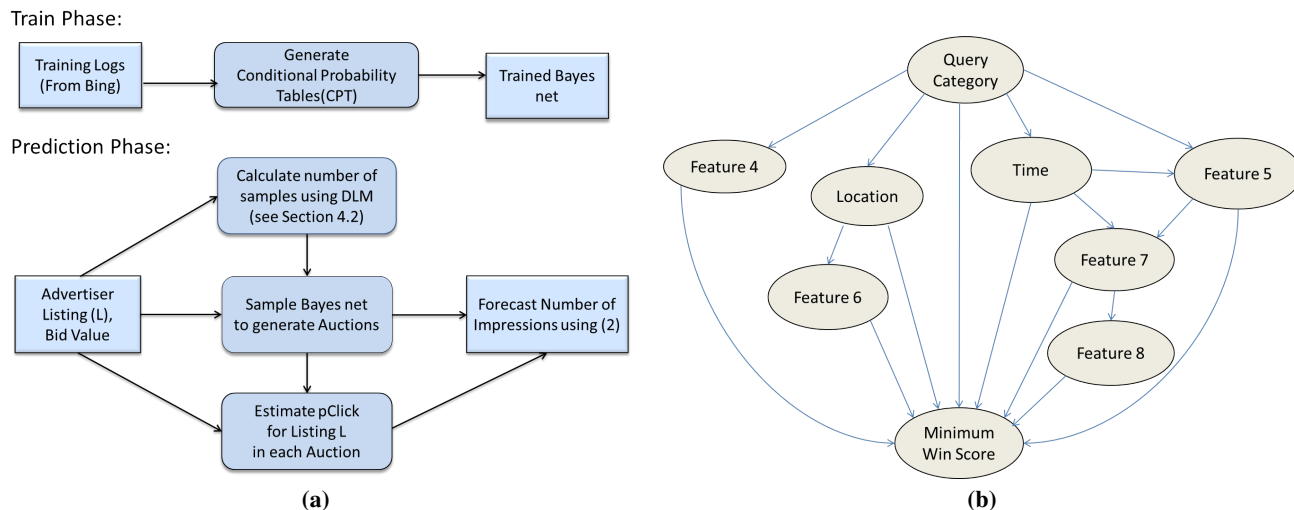 Train Phase:
Training Logs
(From Bing)
Generate
Conditional Probability
Tables(CPT)
Trained Bayes
net
Prediction Phase:
Calculate number of
samples using DLM
(see Section 4.2)
Advertiser
Listing (L),
Bid Value
Sample Bayes net
to generate Auctions
Forecast Number of
Impressions using (2)
Estimate pClick
for Listing L
in each Auction
(a)
Query
Category
Feature 4
Location
Time
Feature 5
Feature 6
Feature 7
Feature 8
Minimum
Win Score
(b)